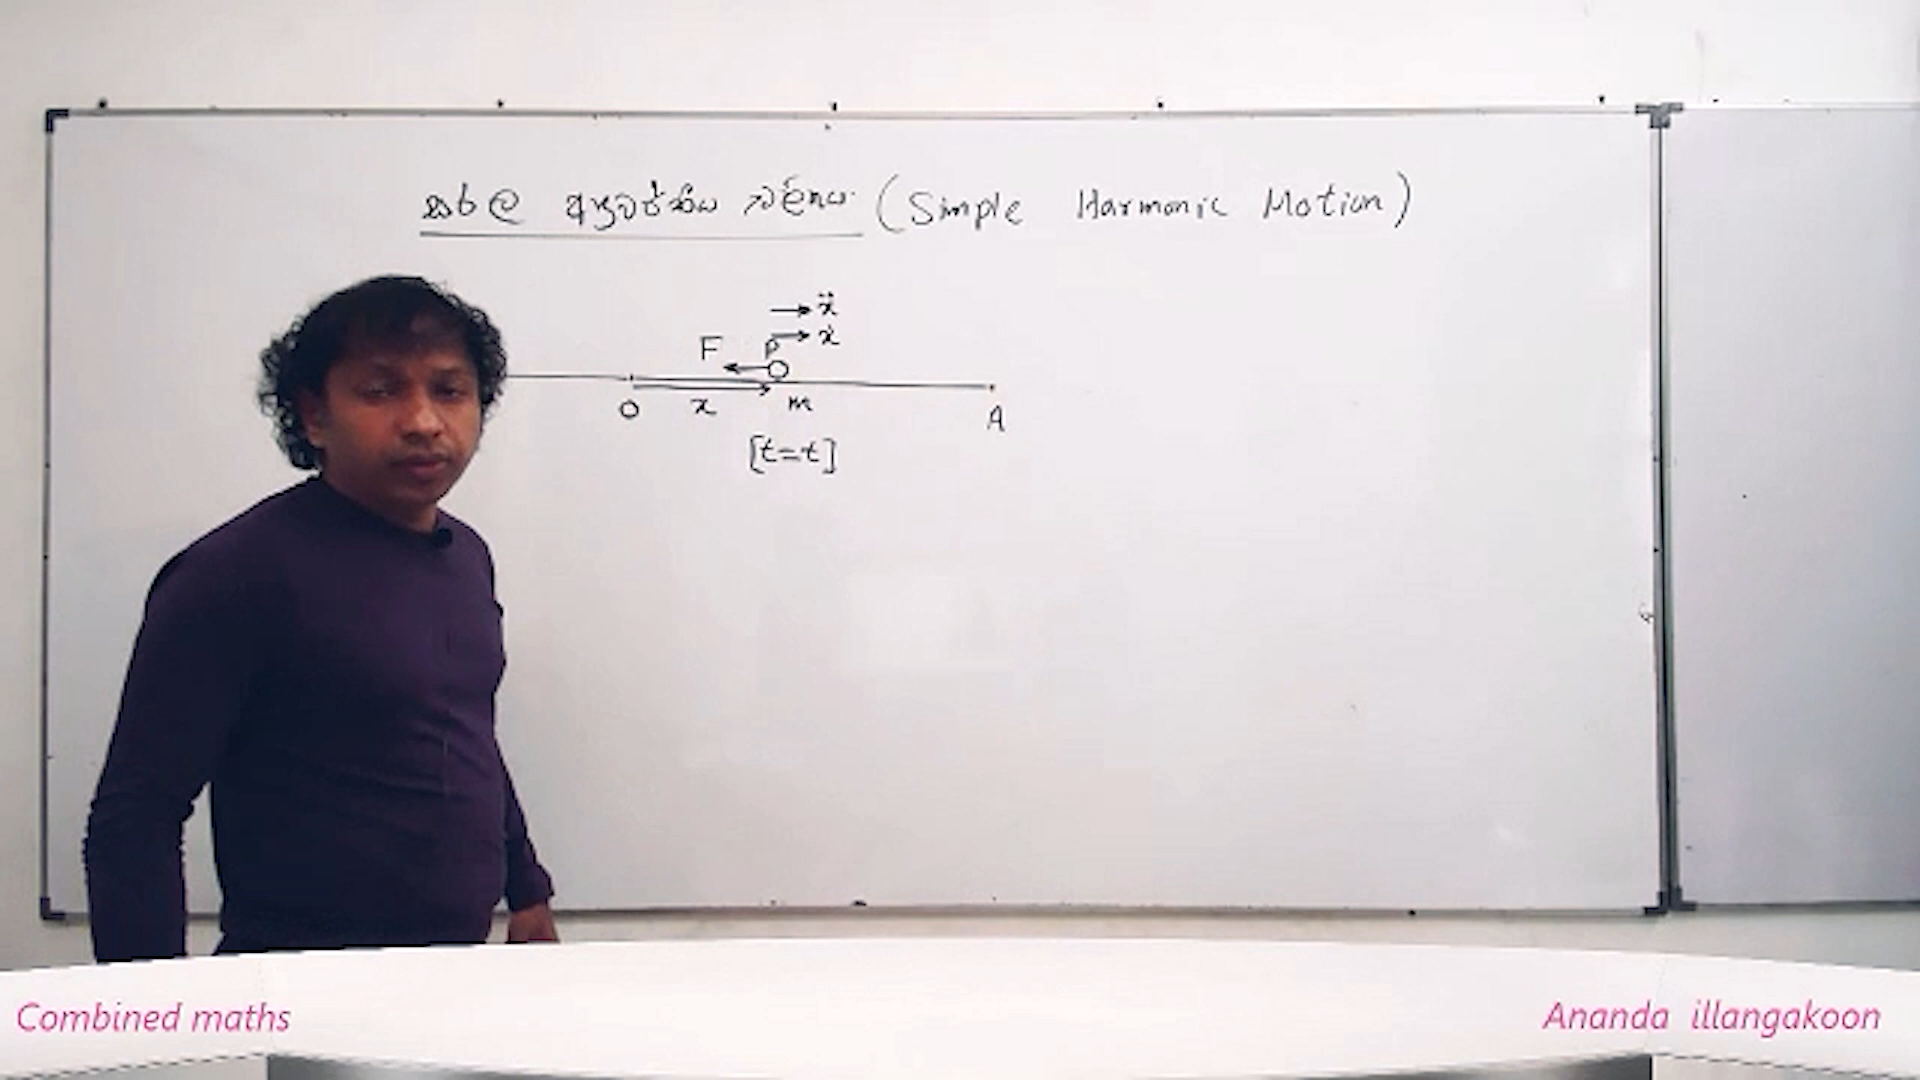 සරල අනුවර්තීය චලිතය (Simple Harmonic Motion)
ẍ
ẋ
F P
O x m A
[t=t]
Combined maths
Ananda illangakoon